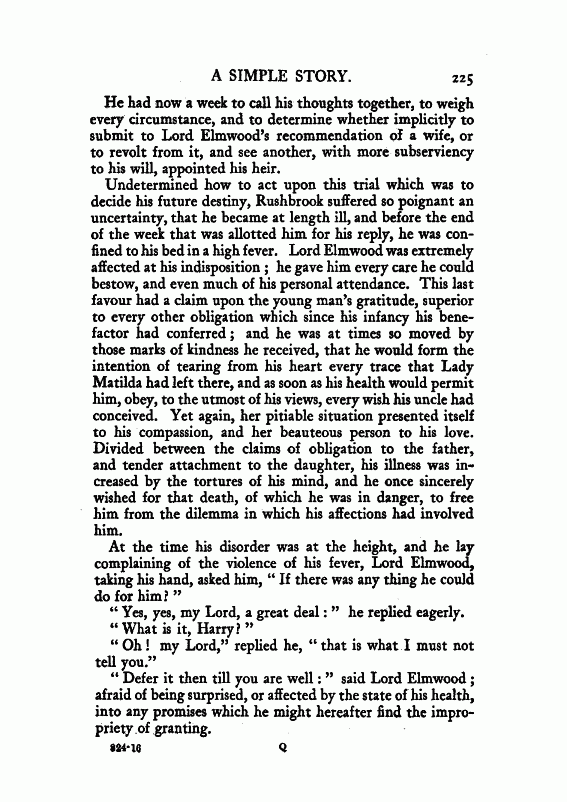 A SIMPLE STORY. 225
He had now a week to call his thoughts together, to weigh
every circumstance, and to determine whether implicitly to
submit to Lord Elmwood's recommendation of a wife, or
to revolt from it, and see another, with more subserviency
to his will, appointed his heir.
Undetermined how to act upon this trial which was to
decide his future destiny, Rushbrook suffered so poignant an
uncertainty, that he became at length ill, and before the end
of the week that was allotted him for his reply, he was con-
fined to his bed in a high fever. Lord Elmwood was extremely
affected at his indisposition ; he gave him every care he could
bestow, and even much of his personal attendance. This last
favour had a claim upon the young man's gratitude, superior
to every other obligation which since his infancy his bene-
factor had conferred ; and he was at times so moved by
those marks of kindness he received, that he would form the
intention of tearing from his heart every trace that Lady
Matilda had left there, and as soon as his health would permit
him, obey, to the utmost of his views, every wish his uncle had
conceived. Yet again, her pitiable situation presented itself
to his compassion, and her beauteous person to his love.
Divided between the claims of obligation to the father,
and tender attachment to the daughter, his illness was in-
creased by the tortures of his mind, and he once sincerely
wished for that death, of which he was in danger, to free
him from the dilemma in which his affections had involved
him.
At the time his disorder was at the height, and he lay
complaining of the violence of his fever, Lord Elmwood,
taking his hand, asked him, " If there was any thing he could
do for him? "
" Yes, yes, my Lord, a great deal : " he replied eagerly.
" What is it, Harry? "
" Oh ! my Lord," replied he, " that is what I must not
tell you."
" Defer it then till you are well : " said Lord Elmwood ;
afraid of being surprised, or affected by the state of his health,
into any promises which he might hereafter find the impro-
priety of granting.
824-16 Q